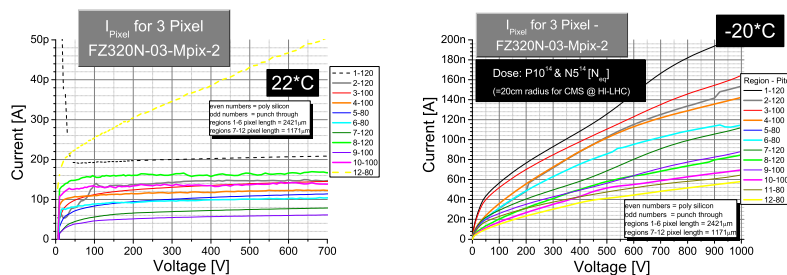 I_Pixel for 3 Pixel
FZ320N-03-Mpix-2
22*C
even numbers = poly silicon
odd numbers = punch through
regions 1-6 pixel length = 2421µm
regions 7-12 pixel length = 1171µm
1-120
2-120
3-100
4-100
5-80
6-80
7-120
8-120
9-100
10-100
12-80
50p
40p
30p
20p
10p
0
Current [A]
0 100 200 300 400 500 600 700
Voltage [V]
I_Pixel for 3 Pixel -
FZ320N-03-Mpix-2
-20*C
Dose: P10^14 & N5^14 [N_eq]
(=20cm radius for CMS @ HI-LHC)
Region - Pitc
1-120
2-120
3-100
4-100
5-80
6-80
7-120
8-120
9-100
10-100
11-80
12-80
even numbers = poly silicon
odd numbers = punch through
regions 1-6 pixel length = 2421µm
regions 7-12 pixel length = 1171µm
200n
180n
160n
140n
120n
100n
80n
60n
40n
20n
0
Current [A]
0 100 200 300 400 500 600 700 800 900 1000
Voltage [V]